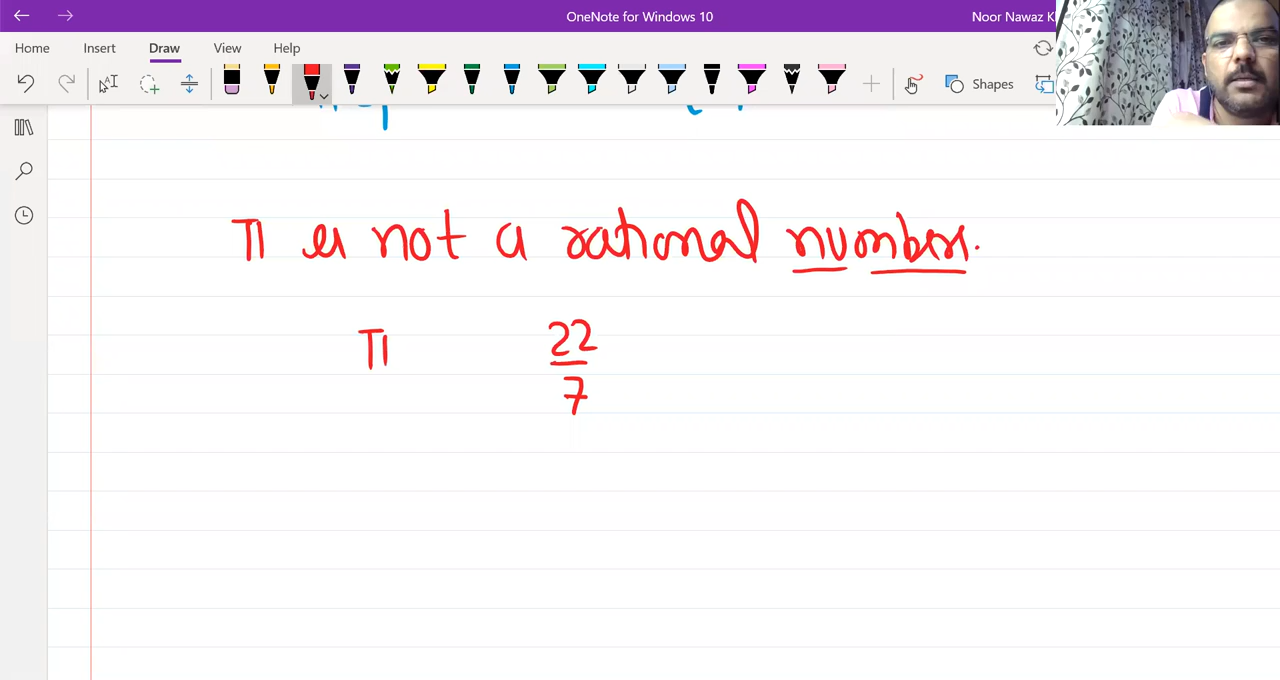 OneNote for Windows 10
Noor Nawaz K
Home Insert Draw View Help
Shapes
π is not a rational number.
π 22/7